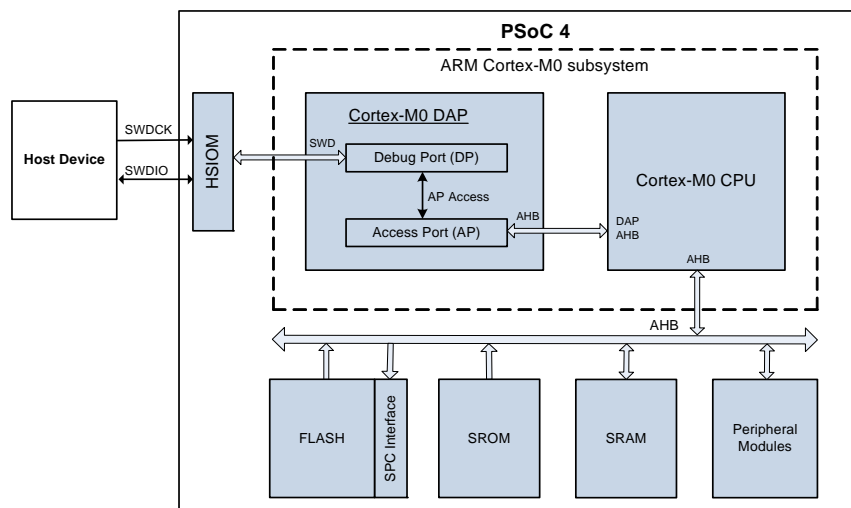 PSoC 4
ARM Cortex-M0 subsystem
Cortex-M0 DAP
SWDCK
SWD
Debug Port (DP)
Host Device
HSIOM
Cortex-M0 CPU
SWDIO
AP Access
AHB
Access Port (AP)
DAP
AHB
AHB
AHB
FLASH
SPC Interface
SROM
SRAM
Peripheral
Modules